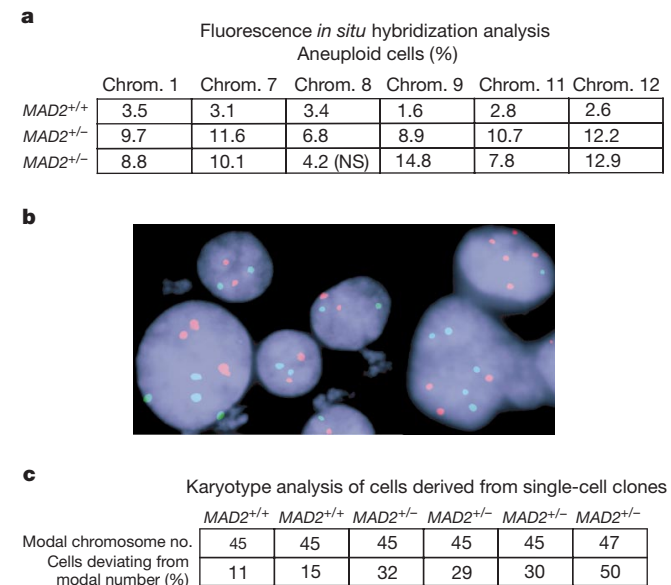 a
Fluorescence in situ hybridization analysis
Aneuploid cells (%)
Chrom. 1 Chrom. 7 Chrom. 8 Chrom. 9 Chrom. 11 Chrom. 12
MAD2+/+ 3.5 3.1 3.4 1.6 2.8 2.6
MAD2+/– 9.7 11.6 6.8 8.9 10.7 12.2
MAD2+/– 8.8 10.1 4.2 (NS) 14.8 7.8 12.9
b
c
Karyotype analysis of cells derived from single-cell clones
MAD2+/+ MAD2+/+ MAD2+/– MAD2+/– MAD2+/– MAD2+/–
Modal chromosome no. 45 45 45 45 45 47
Cells deviating from
modal number (%) 11 15 32 29 30 50